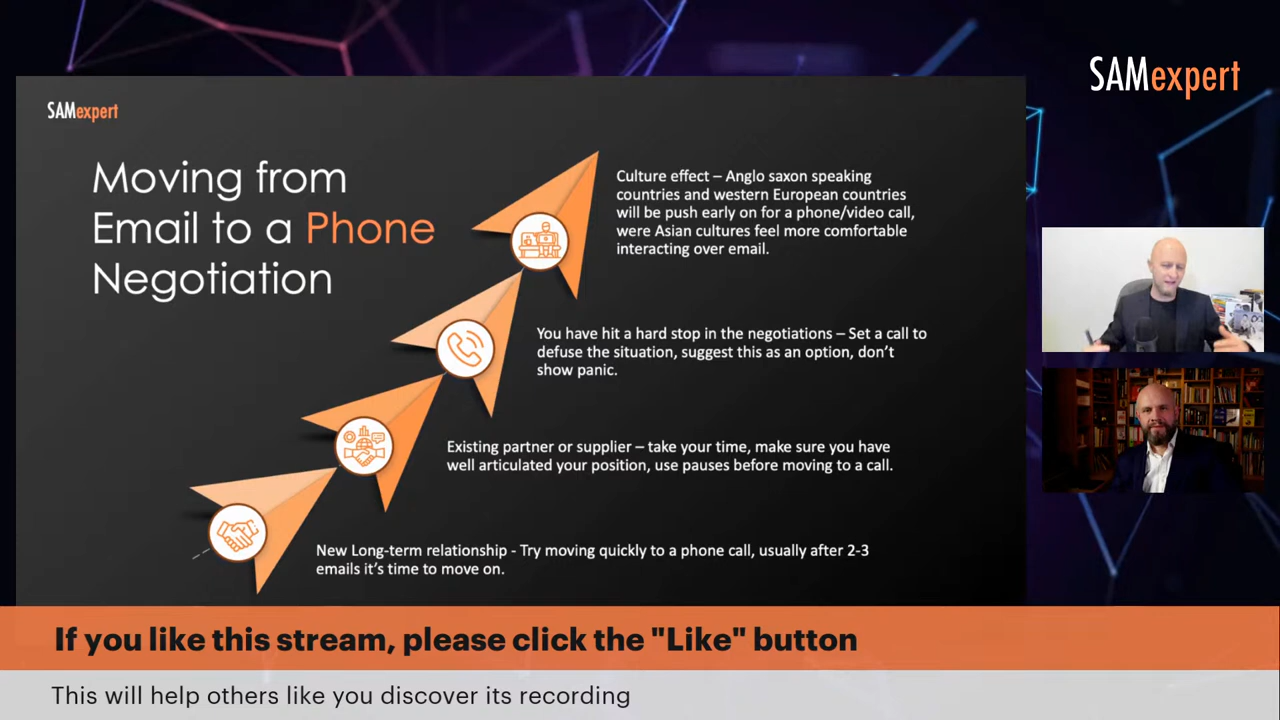 SAMexpert
SAMexpert
Moving from
Email to a Phone
Negotiation
Culture effect – Anglo saxon speaking
countries and western European countries
will be push early on for a phone/video call,
were Asian cultures feel more comfortable
interacting over email.
You have hit a hard stop in the negotiations – Set a call to
defuse the situation, suggest this as an option, don't
show panic.
Existing partner or supplier – take your time, make sure you have
well articulated your position, use pauses before moving to a call.
New Long-term relationship - Try moving quickly to a phone call, usually after 2-3
emails it's time to move on.
If you like this stream, please click the "Like" button
This will help others like you discover its recording